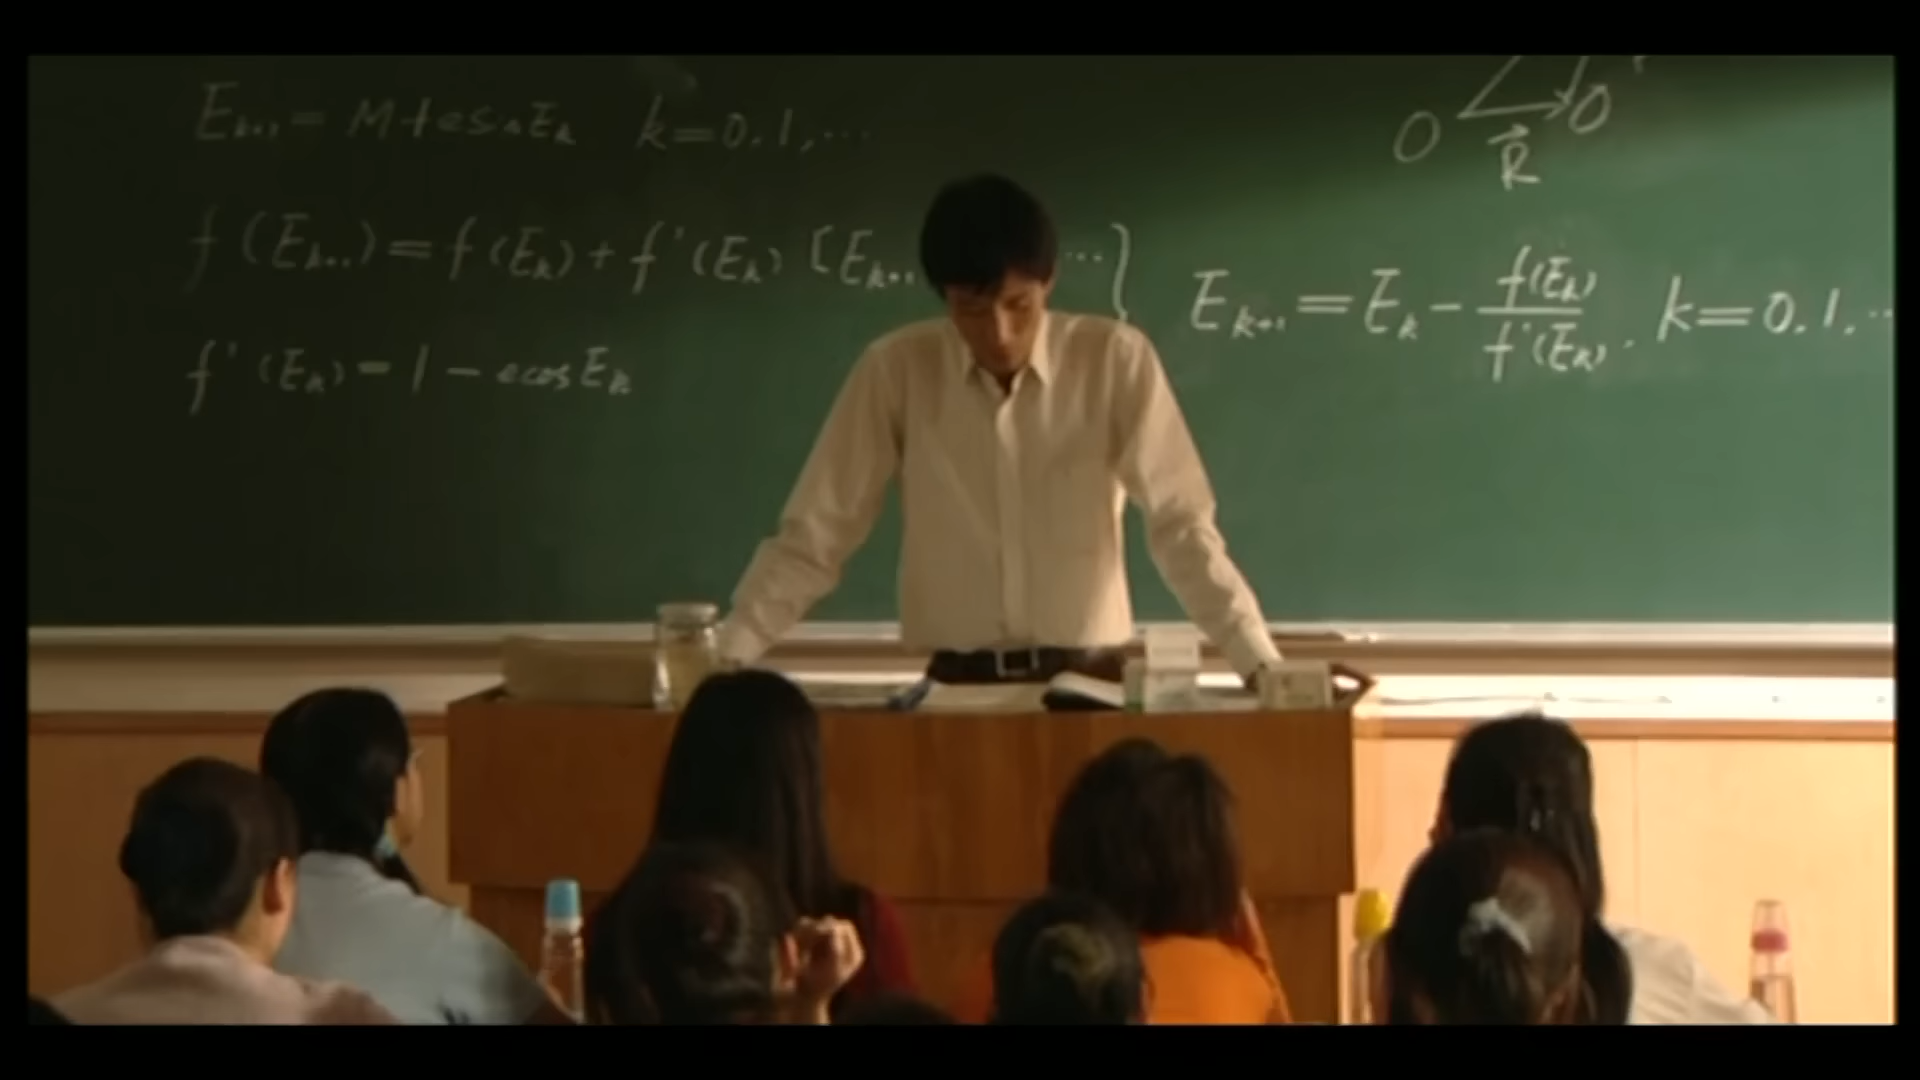 E_{k+1} = M + e sin E_k   k=0.1,…
f(E_{k+1}) = f(E_k) + f'(E_k) [E_{k+1} …}
f'(E_k) = 1 - e cos E_k
O O'
R⃗
E_{k+1} = E_k - f(E_k)/f'(E_k). k=0.1.…